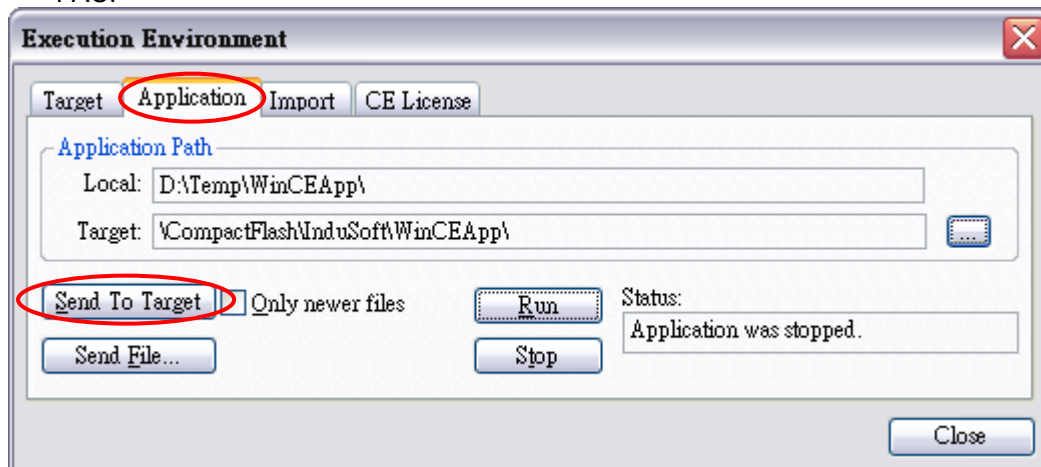 Execution Environment
Target Application Import CE License
Application Path
Local: D:\Temp\WinCEApp\
Target: \CompactFlash\InduSoft\WinCEApp\ ...
Send To Target Only newer files Run Status:
Application was stopped.
Send File... Stop
Close